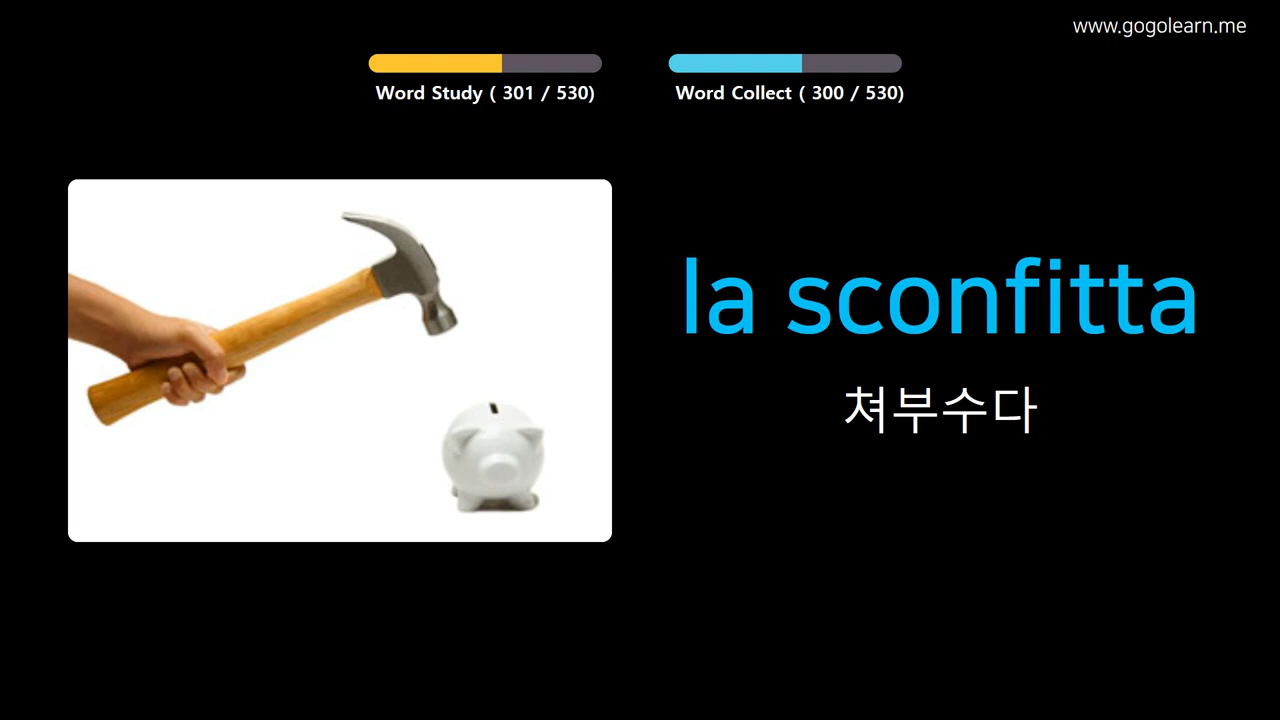 www.gogolearn.me
Word Study ( 301 / 530)
Word Collect ( 300 / 530)
la sconfitta
쳐부수다